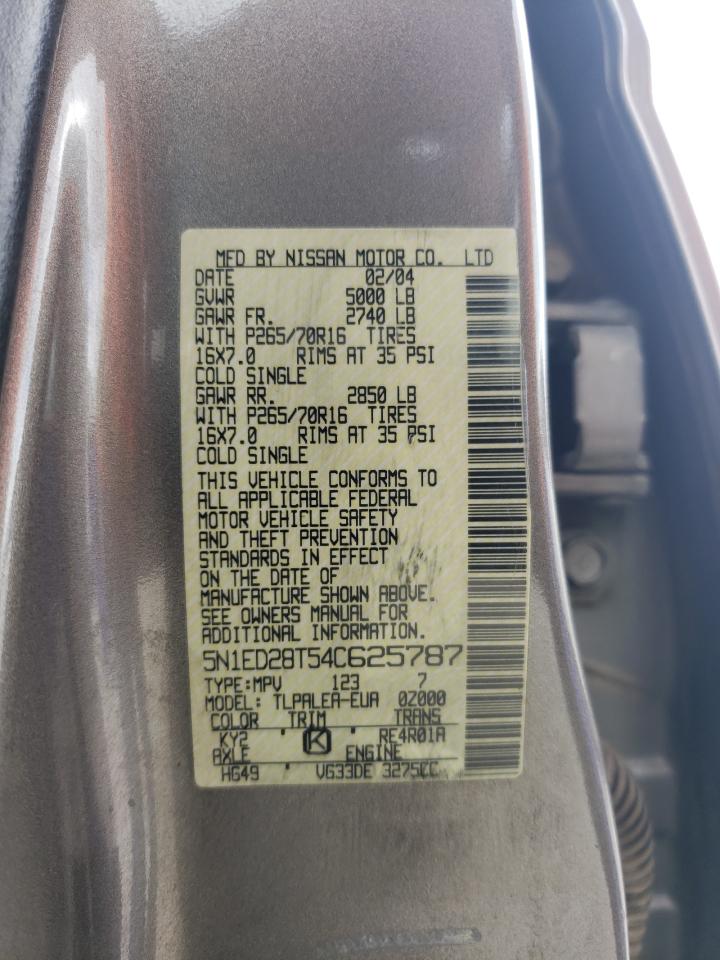 MFD BY NISSAN MOTOR CO. LTD
DATE 02/04
GVWR 5000 LB
GAWR FR. 2740 LB
WITH P265/70R16 TIRES
16X7.0 RIMS AT 35 PSI
COLD SINGLE
GAWR RR. 2850 LB
WITH P265/70R16 TIRES
16X7.0 RIMS AT 35 PSI
COLD SINGLE
THIS VEHICLE CONFORMS TO
ALL APPLICABLE FEDERAL
MOTOR VEHICLE SAFETY
AND THEFT PREVENTION
STANDARDS IN EFFECT
ON THE DATE OF
MANUFACTURE SHOWN ABOVE.
SEE OWNERS MANUAL FOR
ADDITIONAL INFORMATION.
5N1ED28T54C625787
TYPE:MPV 123 7
MODEL: TLPALEA-EUA 0Z000
COLOR TRIM TRANS
KY2 K RE4R01A
AXLE ENGINE
HG49 VG33DE 3275CC